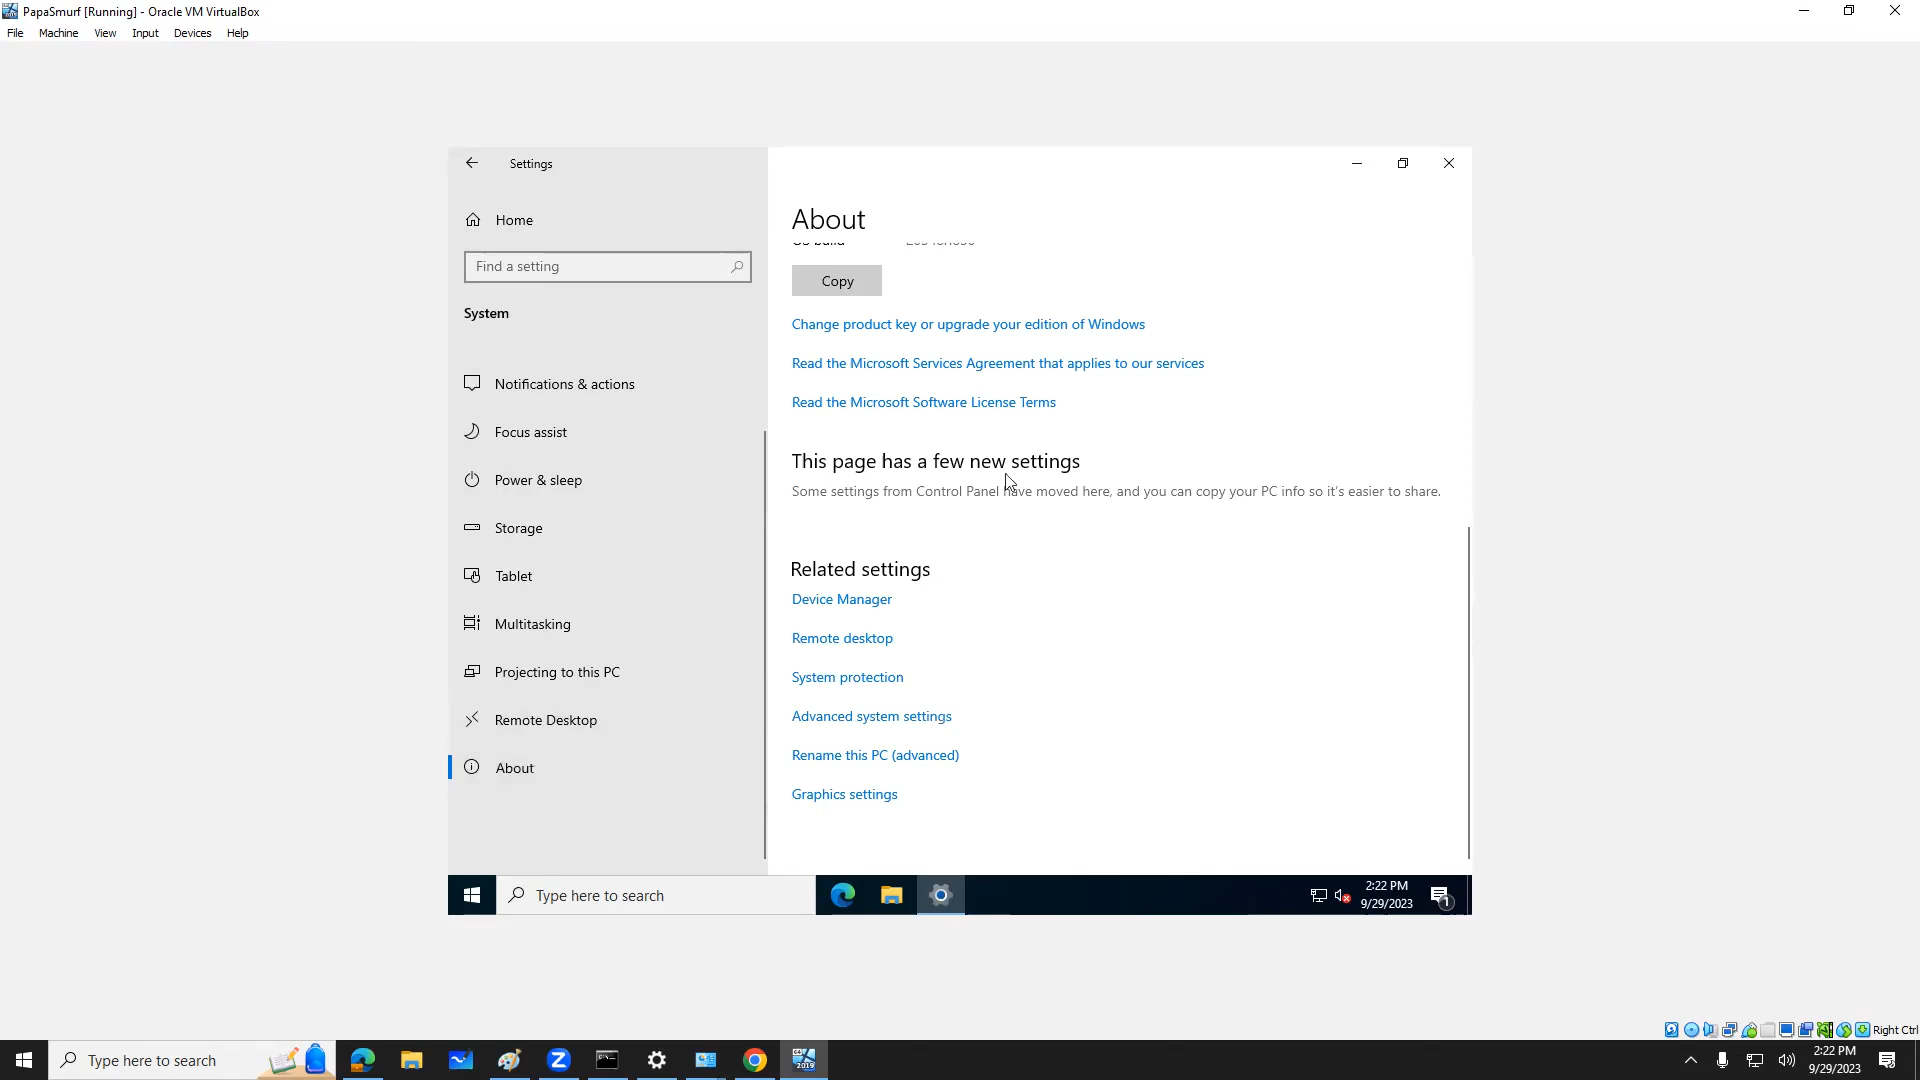 PapaSmurf [Running] - Oracle VM VirtualBox
File Machine View Input Devices Help
Settings
Home
Find a setting
System
Notifications & actions
Focus assist
Power & sleep
Storage
Tablet
Multitasking
Projecting to this PC
Remote Desktop
About
About
Copy
Change product key or upgrade your edition of Windows
Read the Microsoft Services Agreement that applies to our services
Read the Microsoft Software License Terms
This page has a few new settings
Some settings from Control Panel have moved here, and you can copy your PC info so it's easier to share.
Related settings
Device Manager
Remote desktop
System protection
Advanced system settings
Rename this PC (advanced)
Graphics settings
Type here to search
2:22 PM
9/29/2023
1
Right Ctrl
Type here to search
2019
2:22 PM
9/29/2023